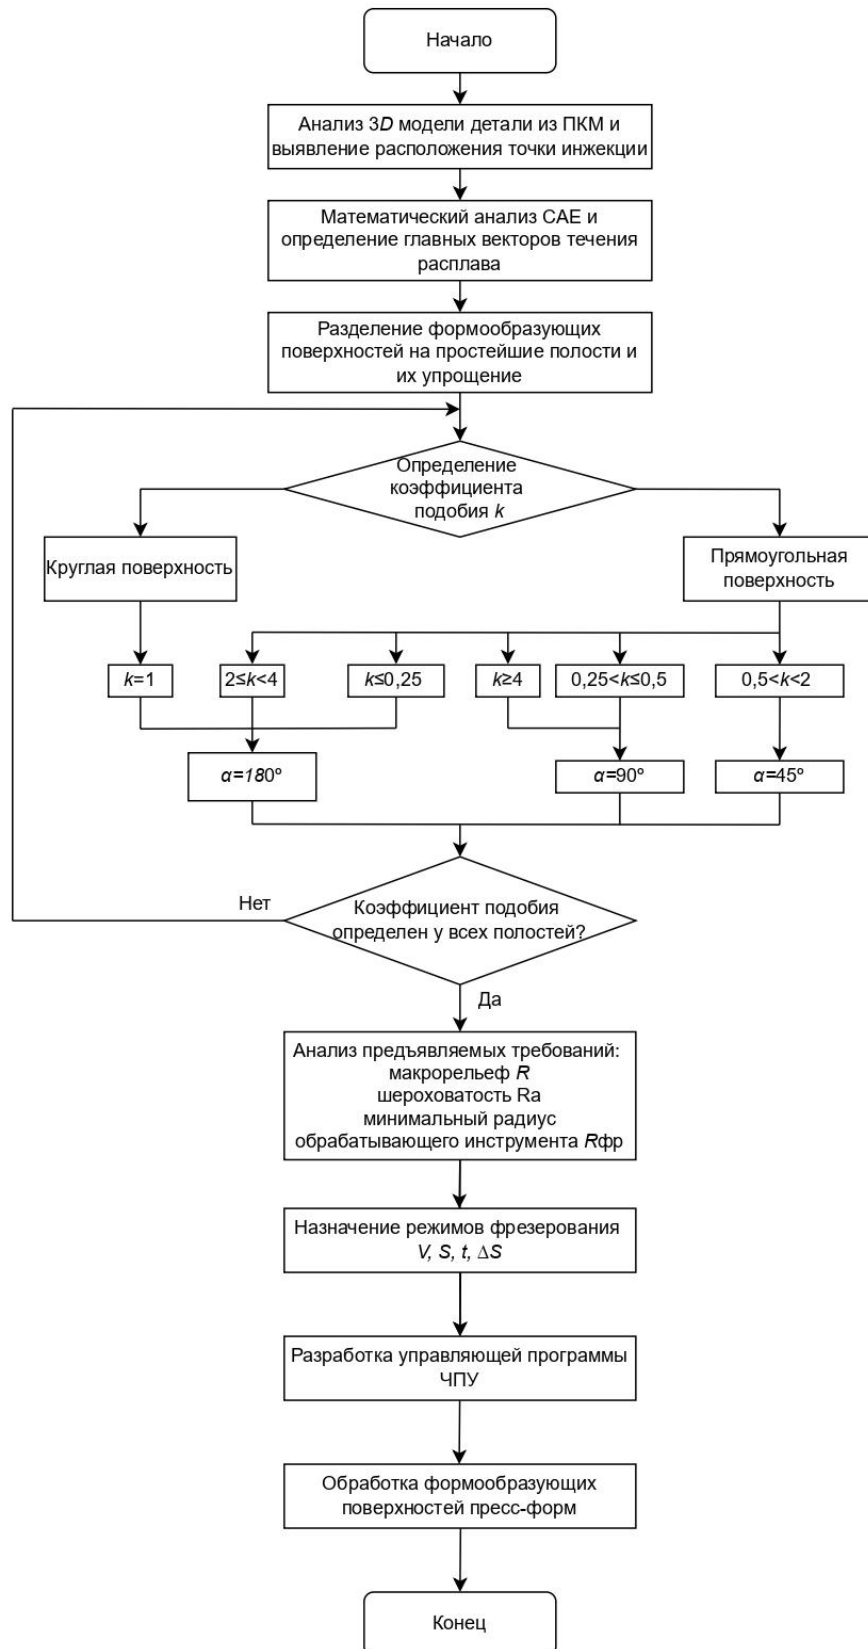 Начало
Анализ 3D модели детали из ПКМ и
выявление расположения точки инжекции
Математический анализ CAE и
определение главных векторов течения
расплава
Разделение формообразующих
поверхностей на простейшие полости и
их упрощение
Определение
коэффициента
подобия k
Круглая поверхность
Прямоугольная
поверхность
k=1
2≤k<4
k≤0,25
k≥4
0,25<k≤0,5
0,5<k<2
α=180º
α=90º
α=45º
Нет
Коэффициент подобия
определен у всех полостей?
Да
Анализ предъявляемых требований:
макрорельеф R
шероховатость Ra
минимальный радиус
обрабатывающего инструмента Rфр
Назначение режимов фрезерования
V, S, t, ΔS
Разработка управляющей программы
ЧПУ
Обработка формообразующих
поверхностей пресс-форм
Конец